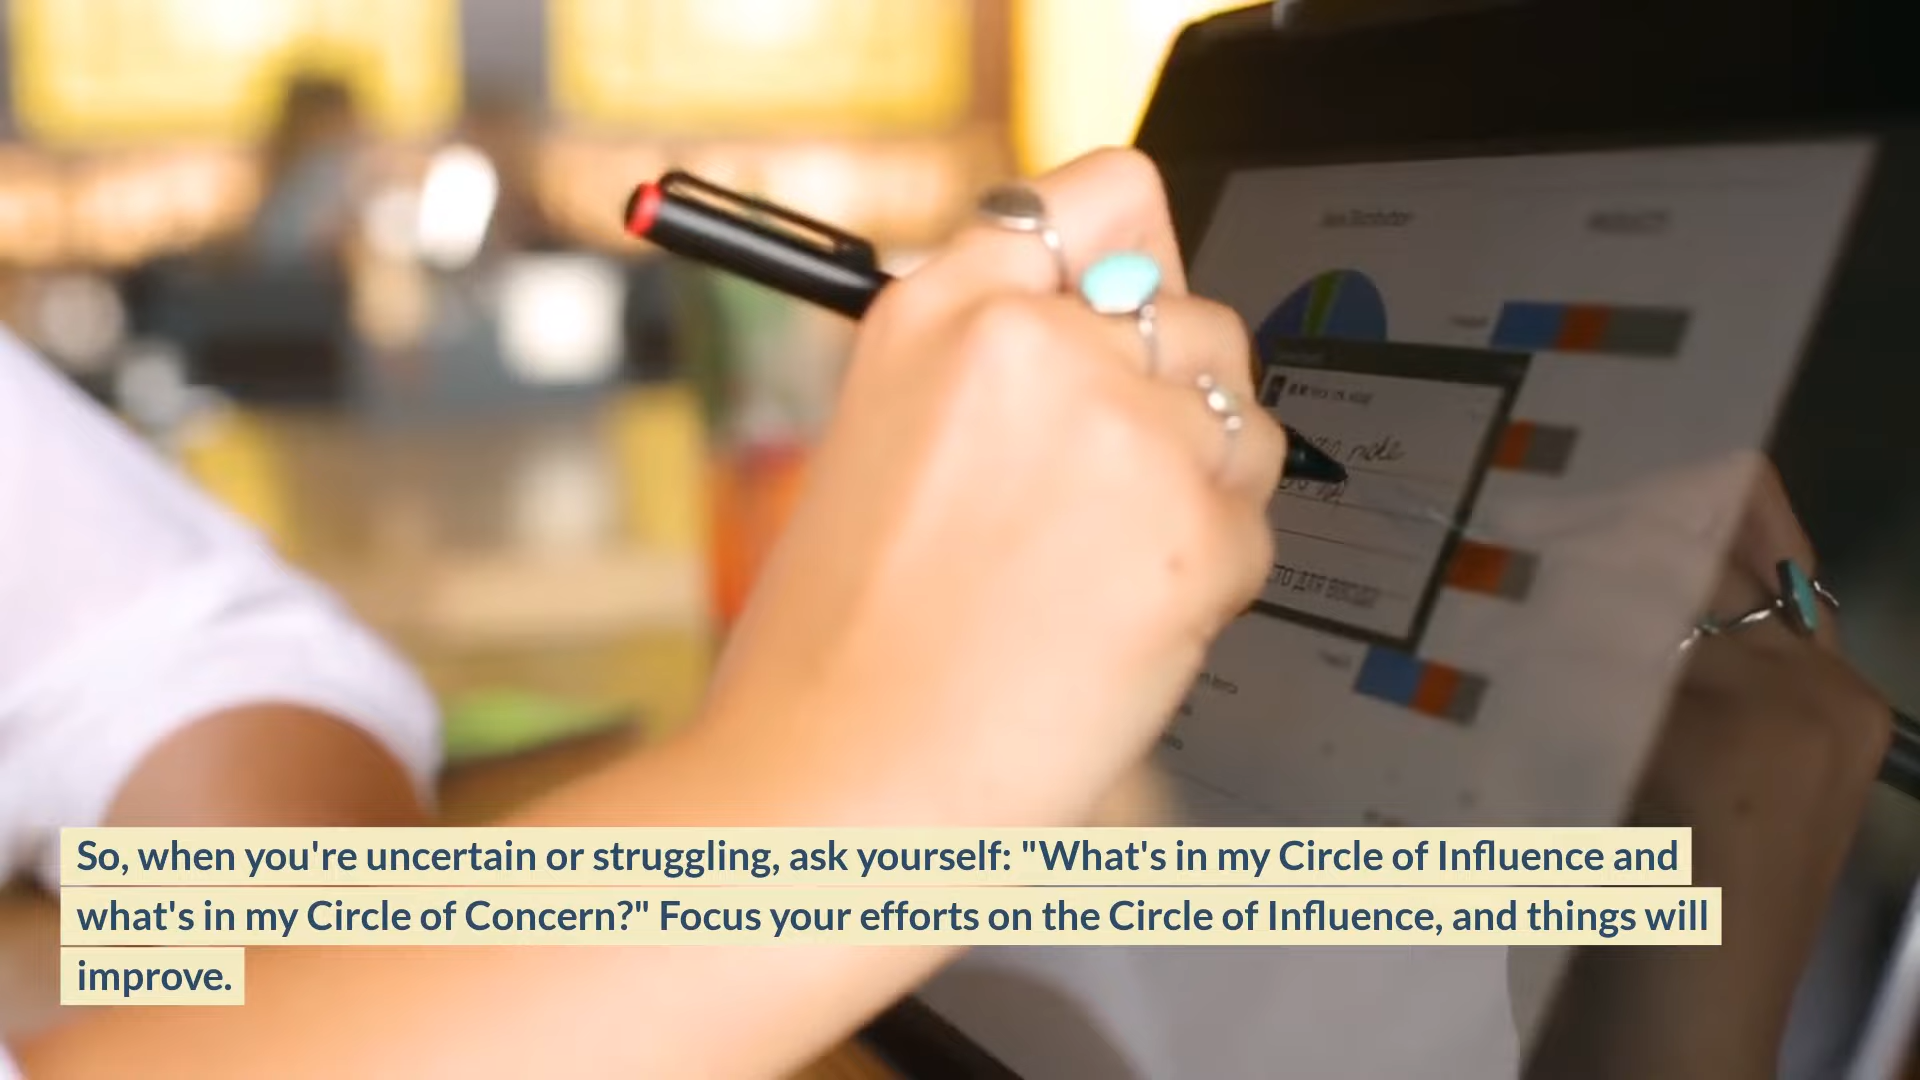 So, when you're uncertain or struggling, ask yourself: "What's in my Circle of Influence and
what's in my Circle of Concern?" Focus your efforts on the Circle of Influence, and things will
improve.
note